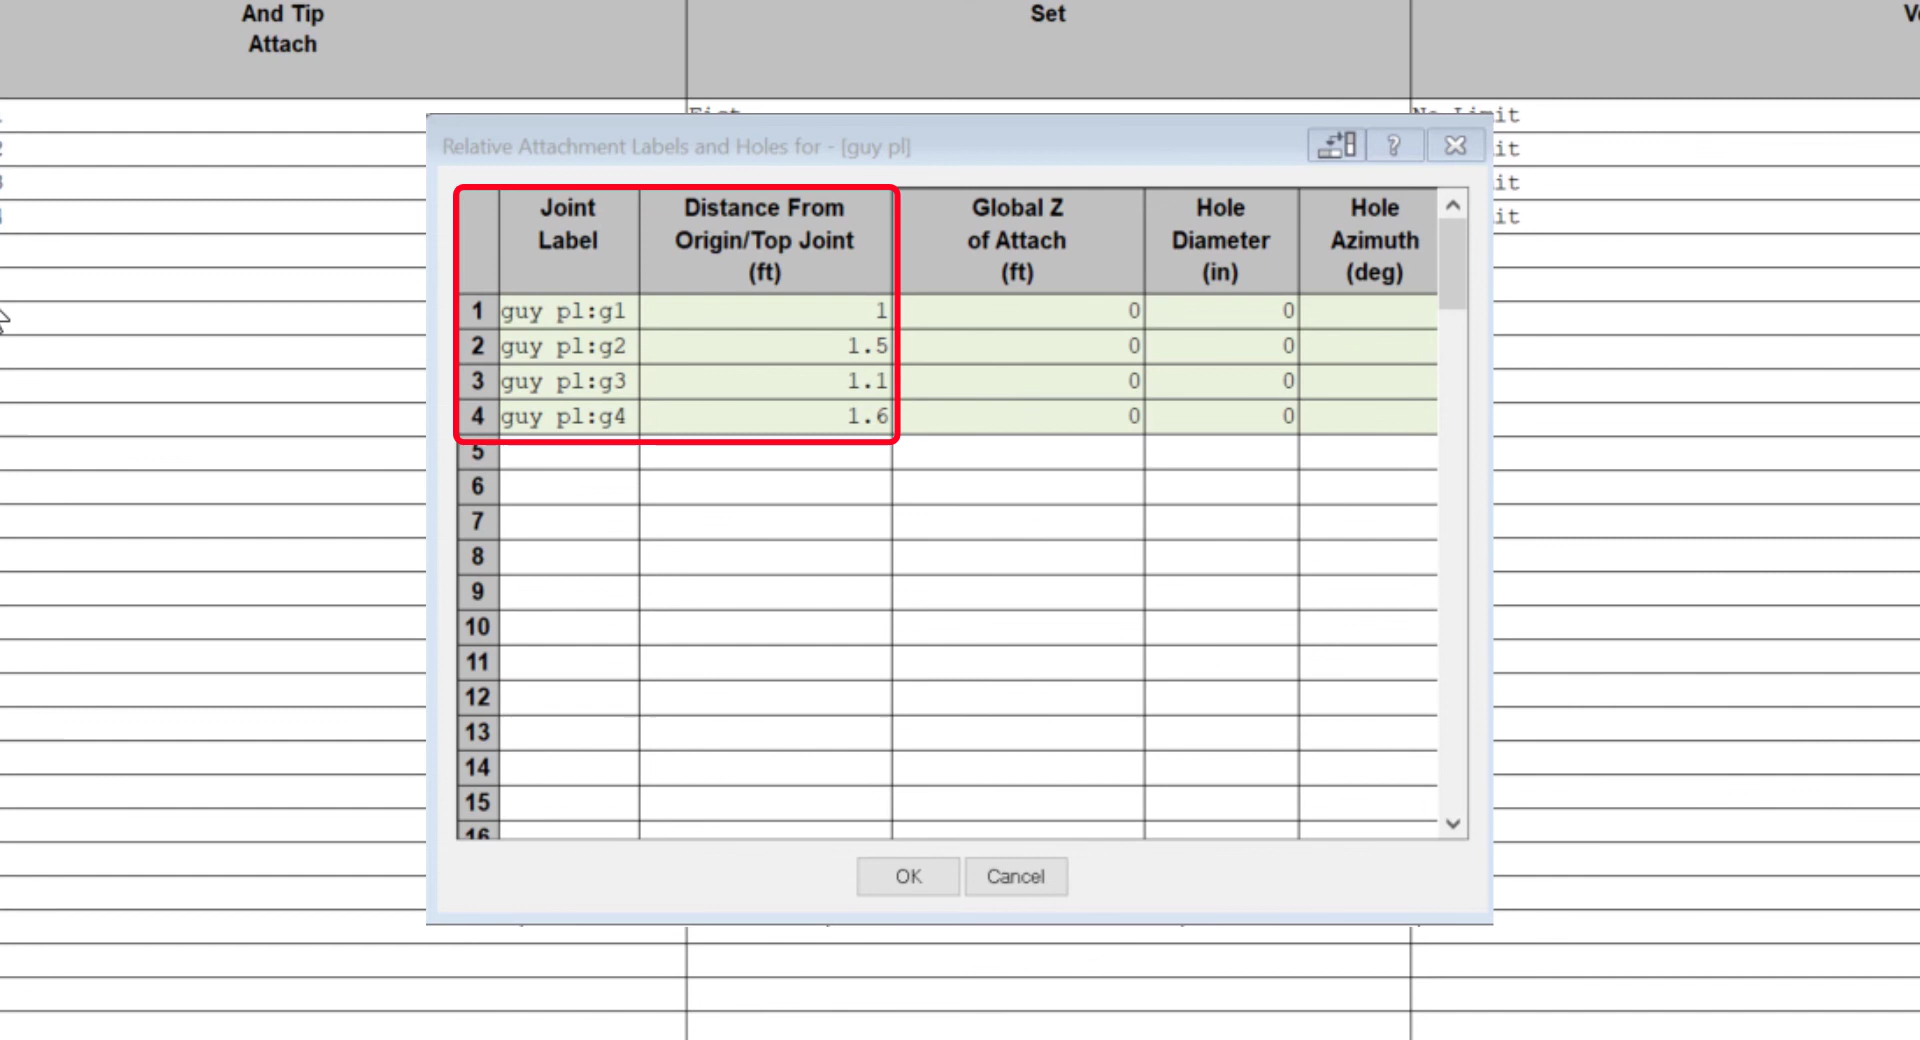 And Tip
Attach
Set
No Limit
Relative Attachment Labels and Holes for - [guy pl]
?
Joint
Label
Distance From
Origin/Top Joint
(ft)
Global Z
of Attach
(ft)
Hole
Diameter
(in)
Hole
Azimuth
(deg)
1 guy pl:g1 1 0 0
2 guy pl:g2 1.5 0 0
3 guy pl:g3 1.1 0 0
4 guy pl:g4 1.6 0 0
5
6
7
8
9
10
11
12
13
14
15
16
OK Cancel
it
it
it